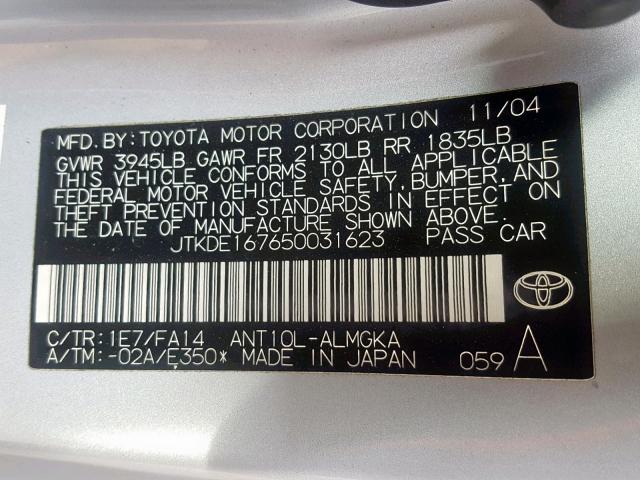 MFD.BY:TOYOTA MOTOR CORPORATION 11/04
GVWR 3945LB GAWR FR 2130LB RR 1835LB
THIS VEHICLE CONFORMS TO ALL APPLICABLE
FEDERAL MOTOR VEHICLE SAFETY,BUMPER,AND
THEFT PREVENTION STANDARDS IN EFFECT ON
THE DATE OF MANUFACTURE SHOWN ABOVE.
JTKDE167650031623 PASS CAR
C/TR:1E7/FA14 ANT10L-ALMGKA
A/TM:-02A/E350* MADE IN JAPAN 059 A